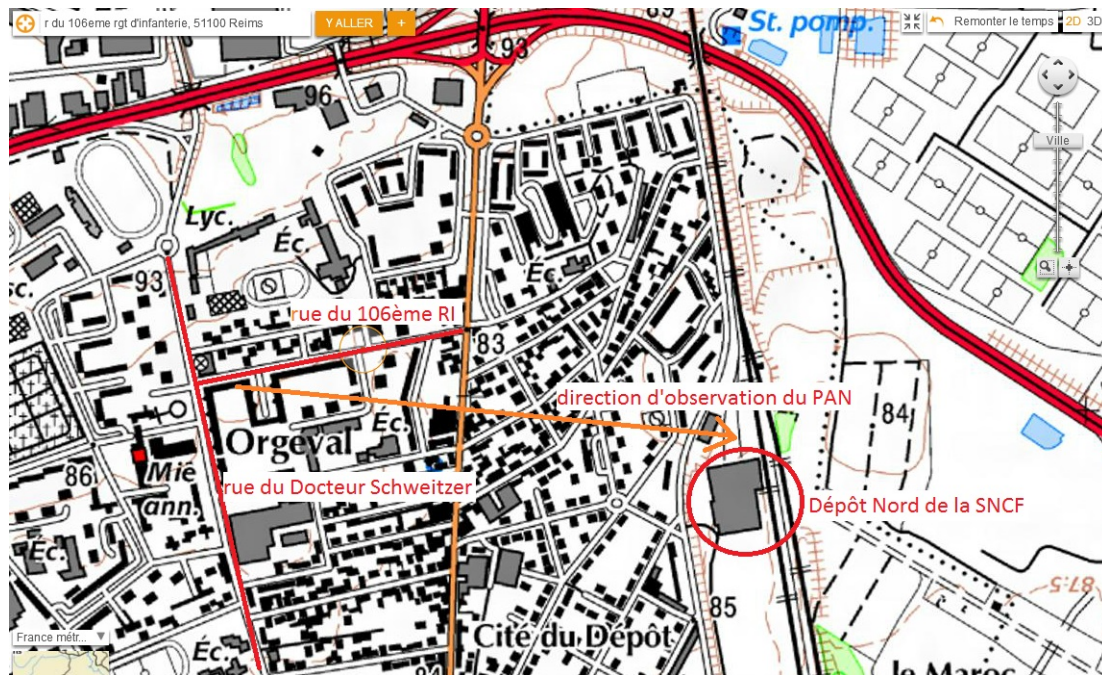 r du 106eme rgt d'infanterie, 51100 Reims
Y ALLER
+
Remonter le temps
2D 3D
St. pomp.
93
96
Ville
Lyc.
Éc.
93
Éc.
rue du 106ème RI
83
direction d'observation du PAN
84
Éc.
Orgeval
86
Mie
ann.
rue du Docteur Schweitzer
Dépôt Nord de la SNCF
Éc.
87,5
85
France métr...
Cité du Dépôt
Éc.
le Maroc